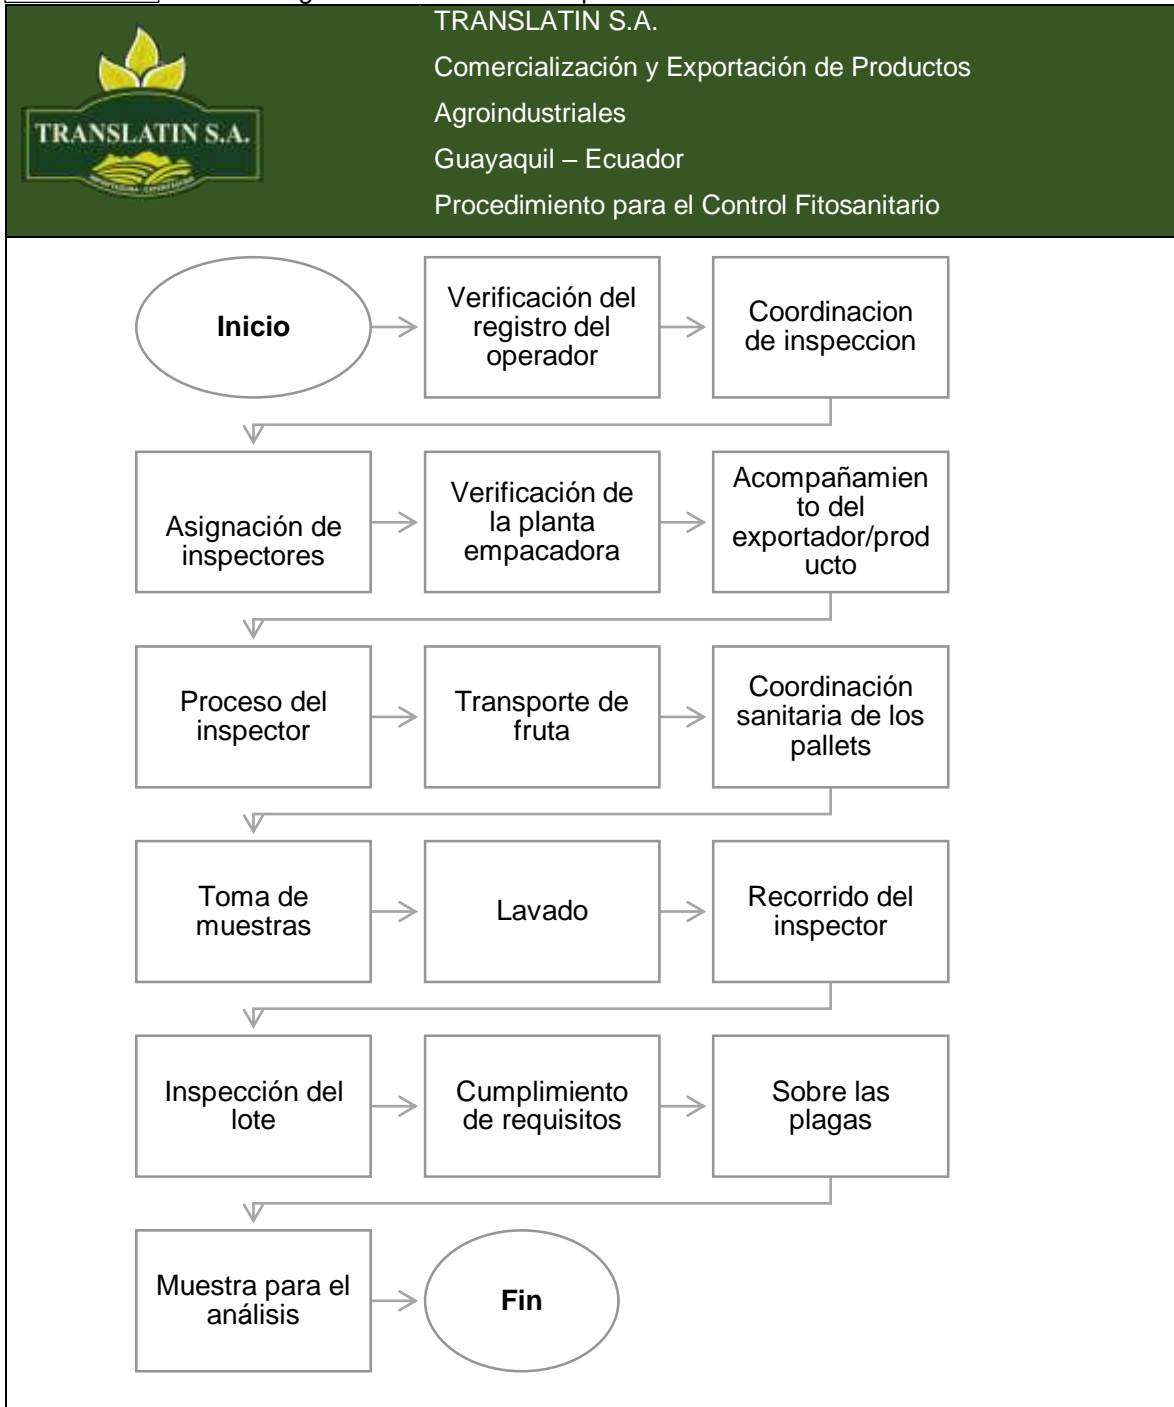 TRANSLATIN S.A.
Comercialización y Exportación de Productos
Agroindustriales
Guayaquil – Ecuador
Procedimiento para el Control Fitosanitario
TRANSLATIN S.A.
Inicio
Verificación del
registro del
operador
Coordinacion
de inspeccion
Asignación de
inspectores
Verificación de
la planta
empacadora
Acompañamien
to del
exportador/prod
ucto
Proceso del
inspector
Transporte de
fruta
Coordinación
sanitaria de los
pallets
Toma de
muestras
Lavado
Recorrido del
inspector
Inspección del
lote
Cumplimiento
de requisitos
Sobre las
plagas
Muestra para el
análisis
Fin